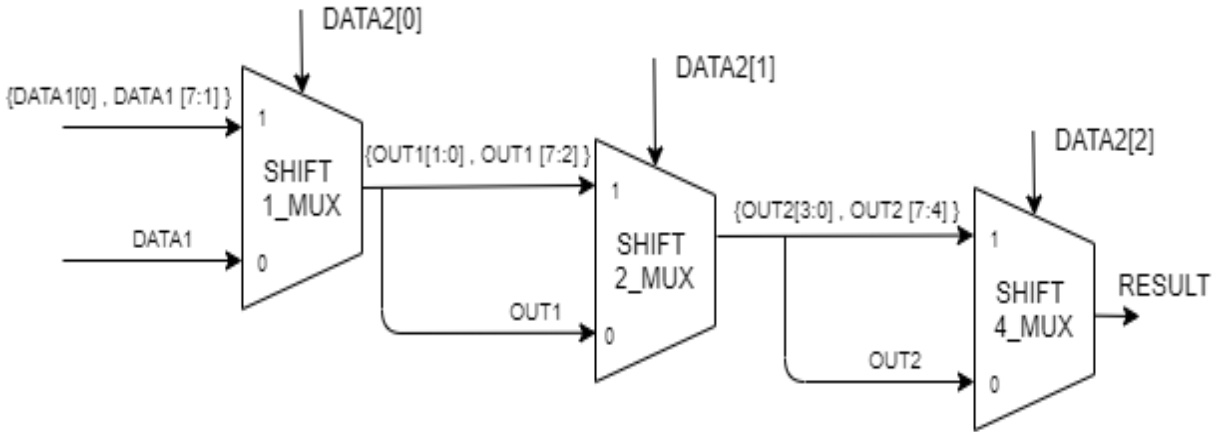 DATA2[0]
{DATA1[0] , DATA1 [7:1] }
1
SHIFT
1_MUX
DATA1
0
DATA2[1]
{OUT1[1:0] , OUT1 [7:2] }
1
SHIFT
2_MUX
OUT1
0
DATA2[2]
{OUT2[3:0] , OUT2 [7:4] }
1
SHIFT
4_MUX
RESULT
OUT2
0